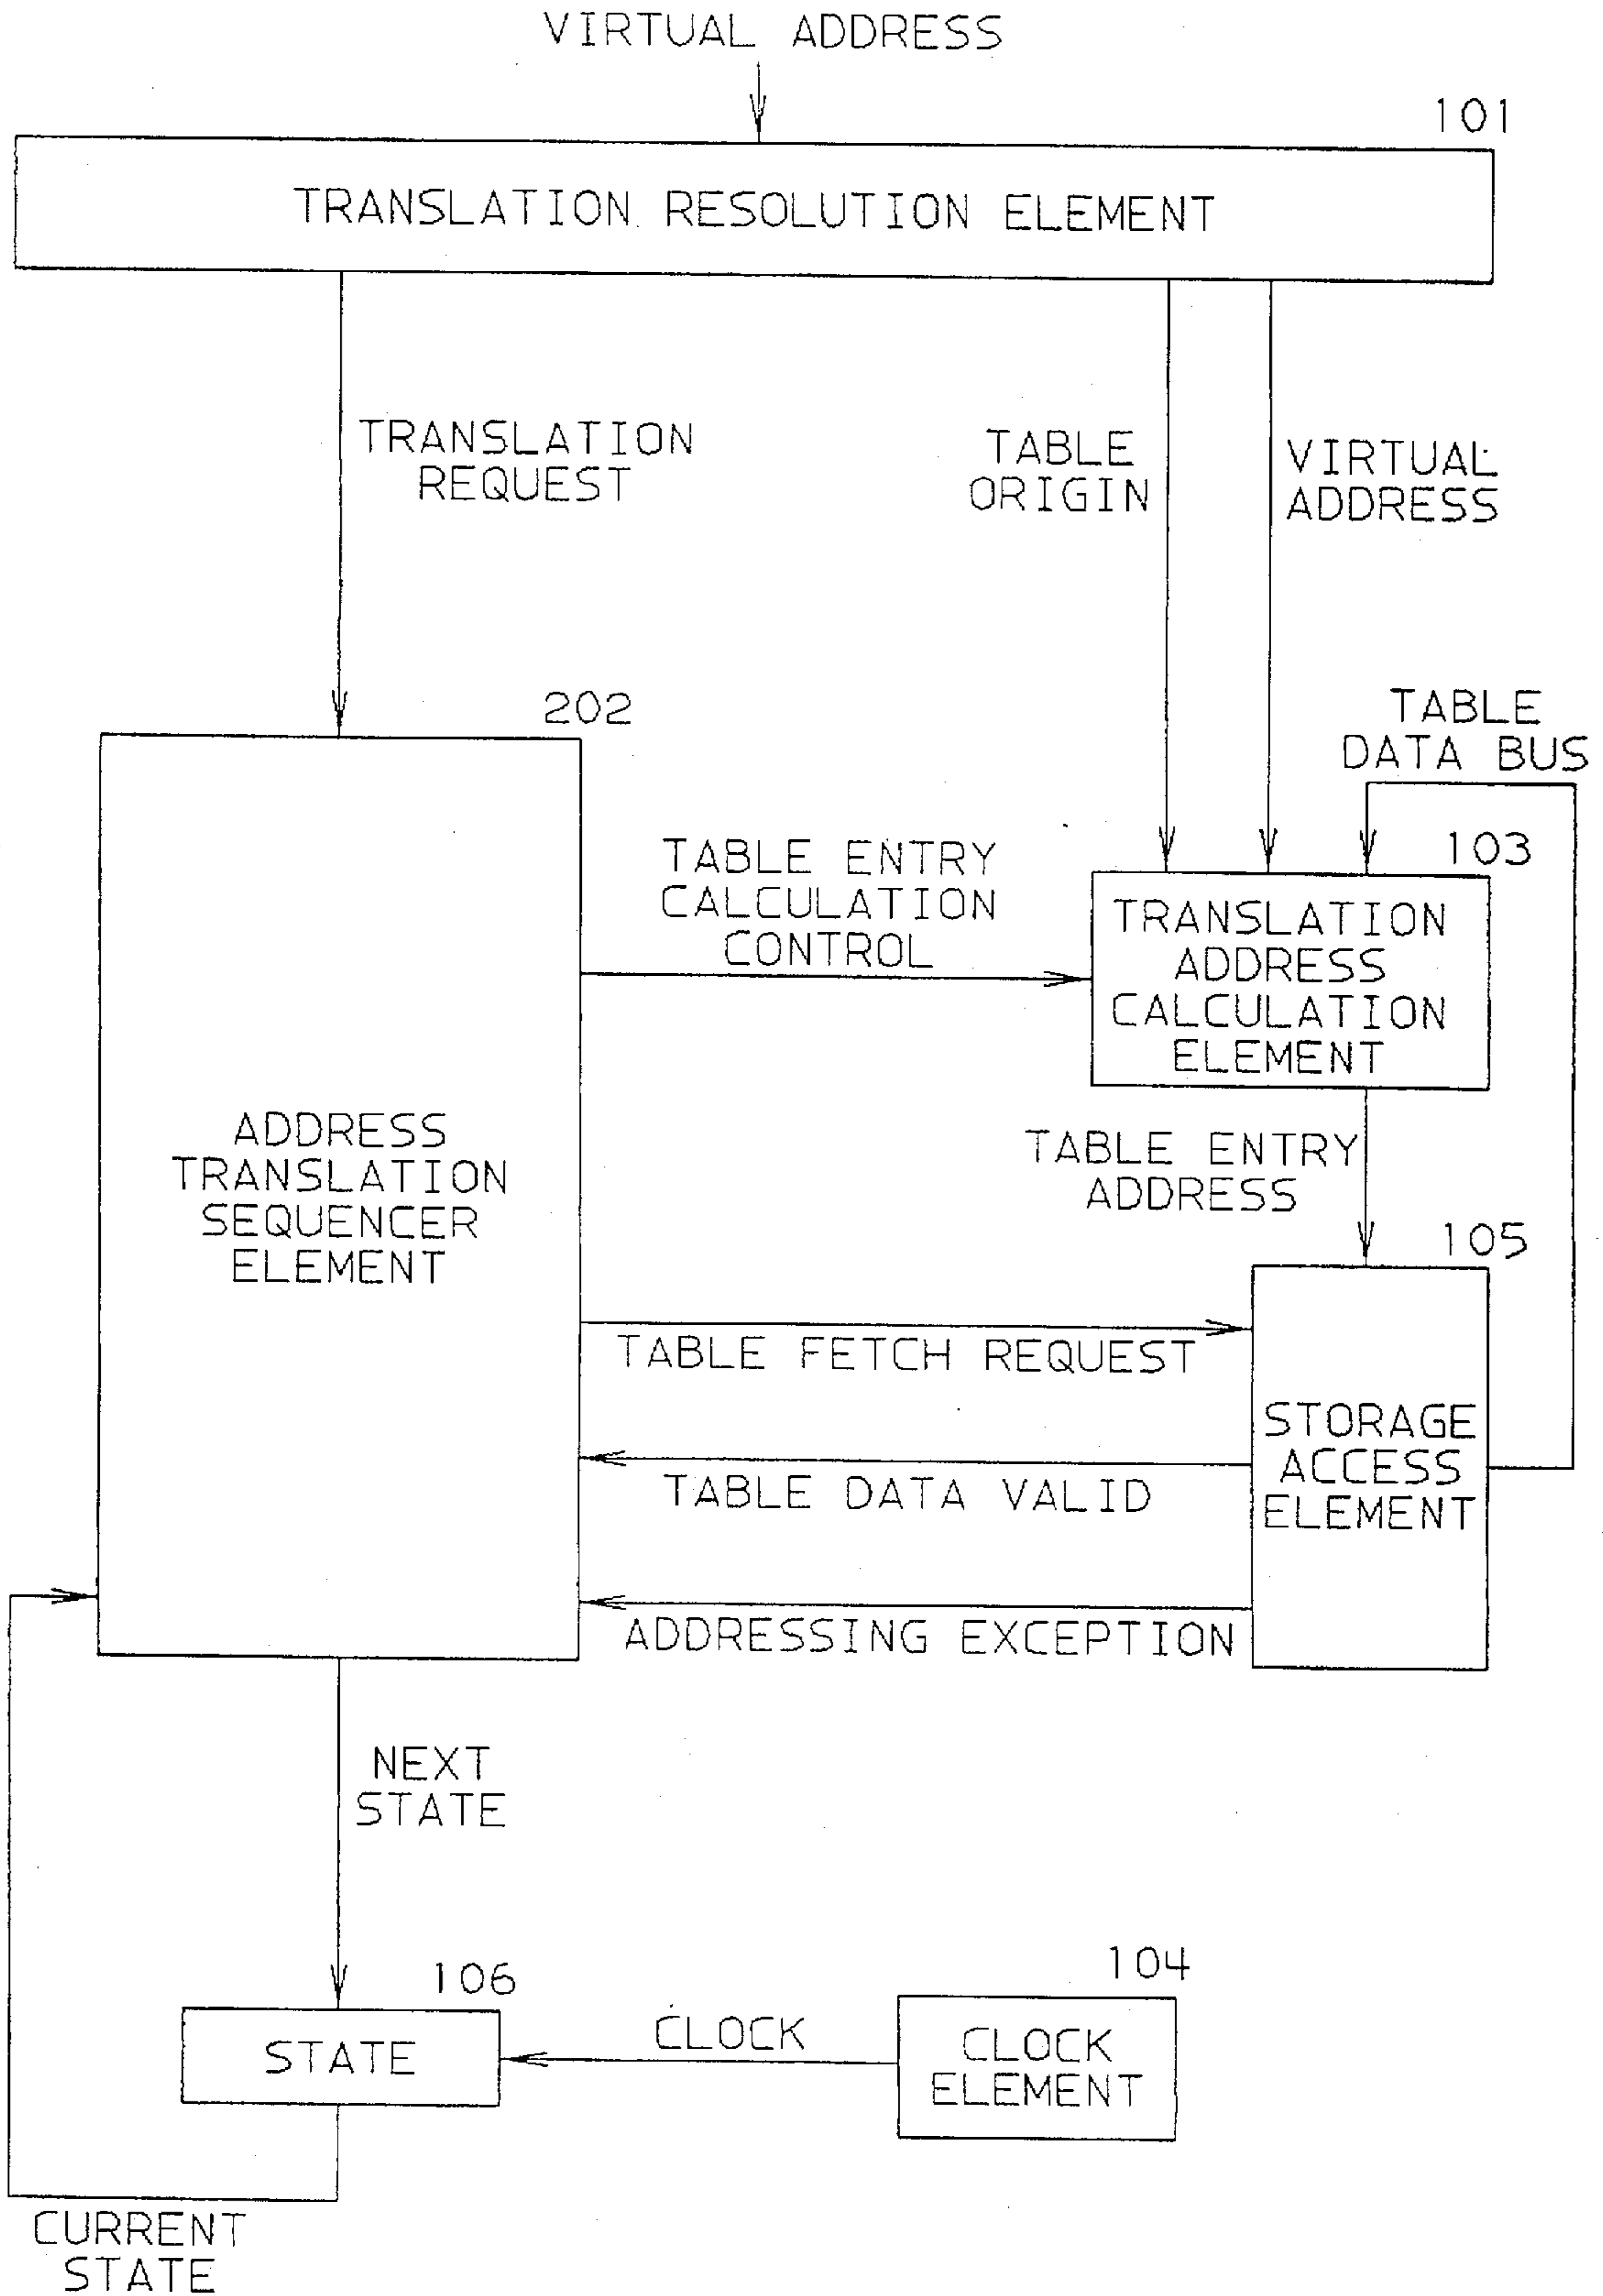 VIRTUAL ADDRESS
101
TRANSLATION RESOLUTION ELEMENT
TRANSLATION
REQUEST
TABLE
ORIGIN
VIRTUAL
ADDRESS
202
TABLE
DATA BUS
TABLE ENTRY
CALCULATION
CONTROL
103
TRANSLATION
ADDRESS
CALCULATION
ELEMENT
ADDRESS
TRANSLATION
SEQUENCER
ELEMENT
TABLE ENTRY
ADDRESS
105
TABLE FETCH REQUEST
STORAGE
ACCESS
ELEMENT
TABLE DATA VALID
ADDRESSING EXCEPTION
NEXT
STATE
106
104
STATE
CLOCK
CLOCK
ELEMENT
CURRENT
STATE